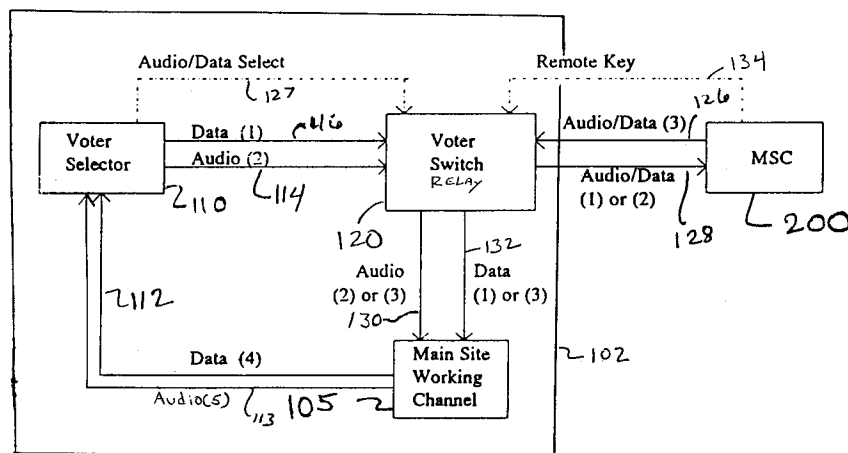 Audio/Data Select
127
Remote Key
134
126
Voter
Selector
Data (1)
116
Audio (2)
114
110
Voter
Switch
RELAY
120
Audio/Data (3)
Audio/Data
(1) or (2)
128
MSC
200
132
Audio
(2) or (3)
130
Data
(1) or (3)
112
Data (4)
Audio(5)
113
105
Main Site
Working
Channel
102